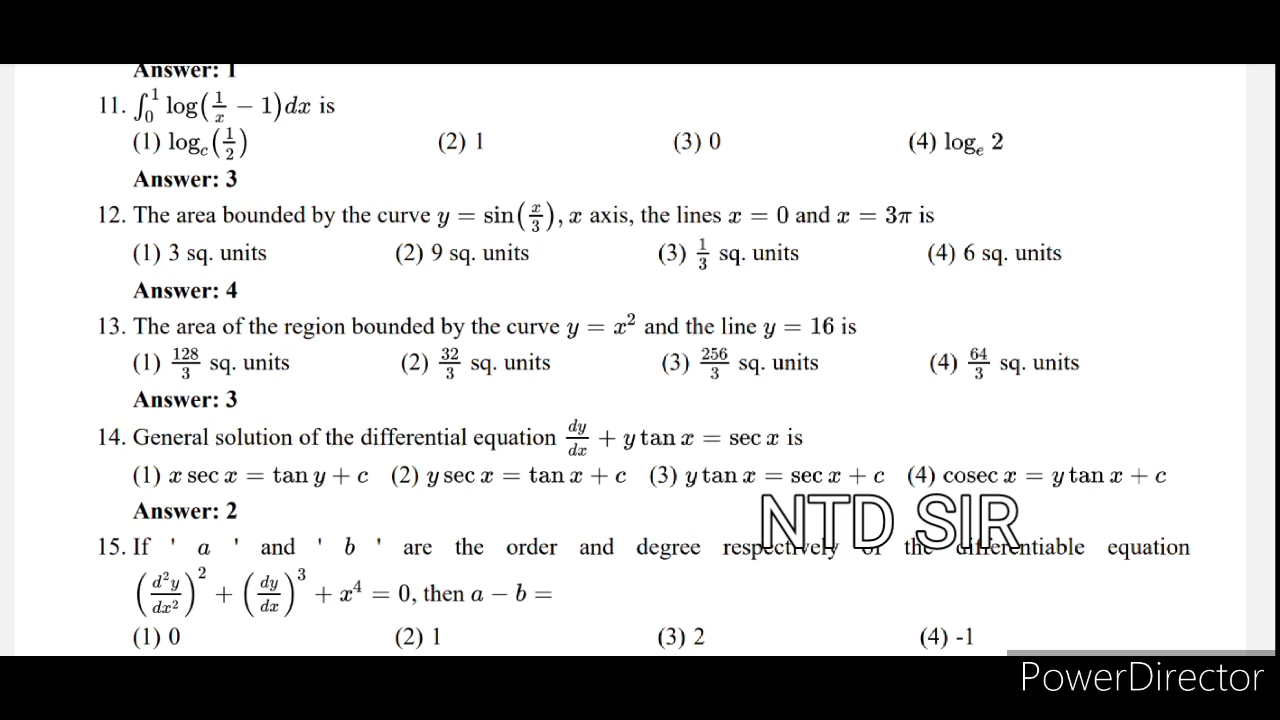 Answer: 1
11. ∫₀¹ log(1/x − 1)dx is
(1) log_c(1/2) (2) 1 (3) 0 (4) logₑ 2
Answer: 3
12. The area bounded by the curve y = sin(x/3), x axis, the lines x = 0 and x = 3π is
(1) 3 sq. units (2) 9 sq. units (3) 1/3 sq. units (4) 6 sq. units
Answer: 4
13. The area of the region bounded by the curve y = x² and the line y = 16 is
(1) 128/3 sq. units (2) 32/3 sq. units (3) 256/3 sq. units (4) 64/3 sq. units
Answer: 3
14. General solution of the differential equation dy/dx + y tan x = sec x is
(1) x sec x = tan y + c (2) y sec x = tan x + c (3) y tan x = sec x + c (4) cosec x = y tan x + c
Answer: 2
NTD SIR
15. If ' a ' and ' b ' are the order and degree respectively of the differentiable equation
(d²y/dx²)² + (dy/dx)³ + x⁴ = 0, then a − b =
(1) 0 (2) 1 (3) 2 (4) -1
PowerDirector